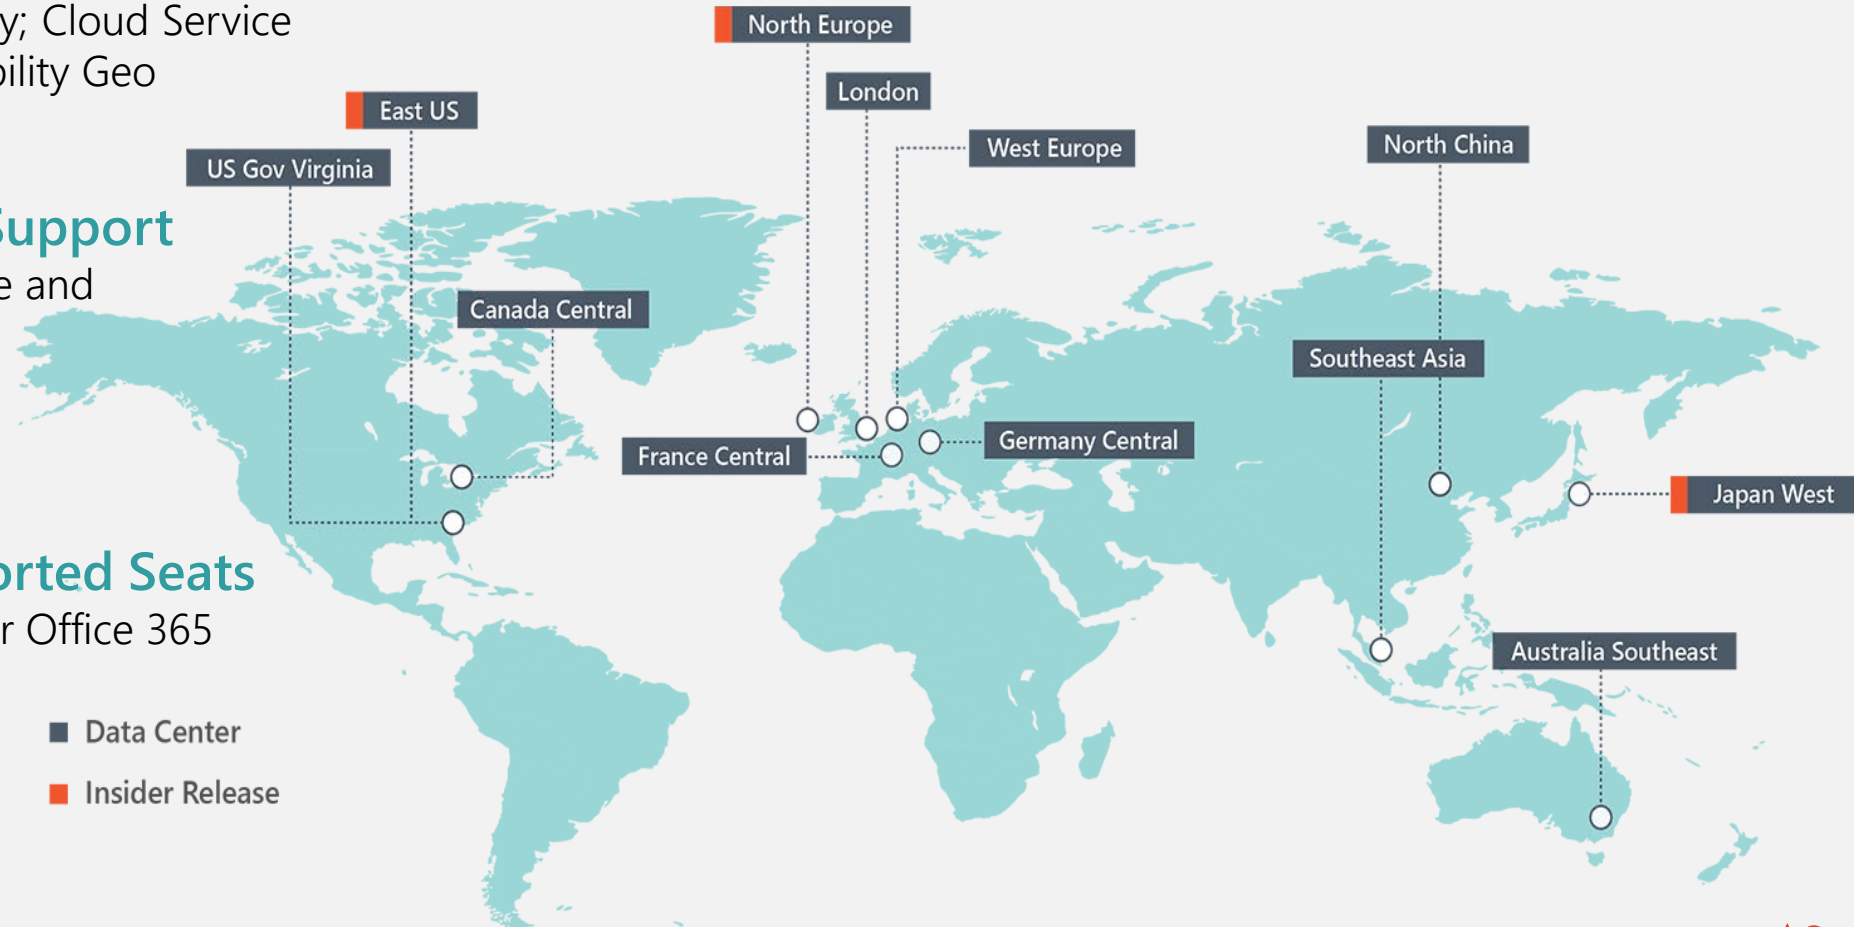 y; Cloud Service
bility Geo
Support
e and
orted Seats
r Office 365
North Europe
London
East US
West Europe
North China
US Gov Virginia
Canada Central
Southeast Asia
France Central
Germany Central
Japan West
Australia Southeast
Data Center
Insider Release